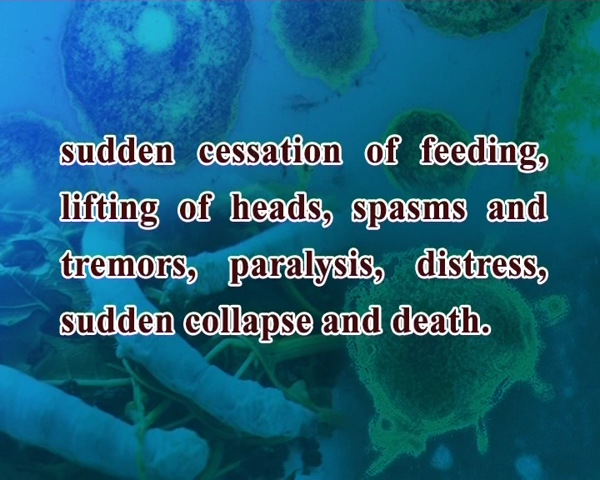 sudden cessation of feeding,
lifting of heads, spasms and
tremors, paralysis, distress,
sudden collapse and death.